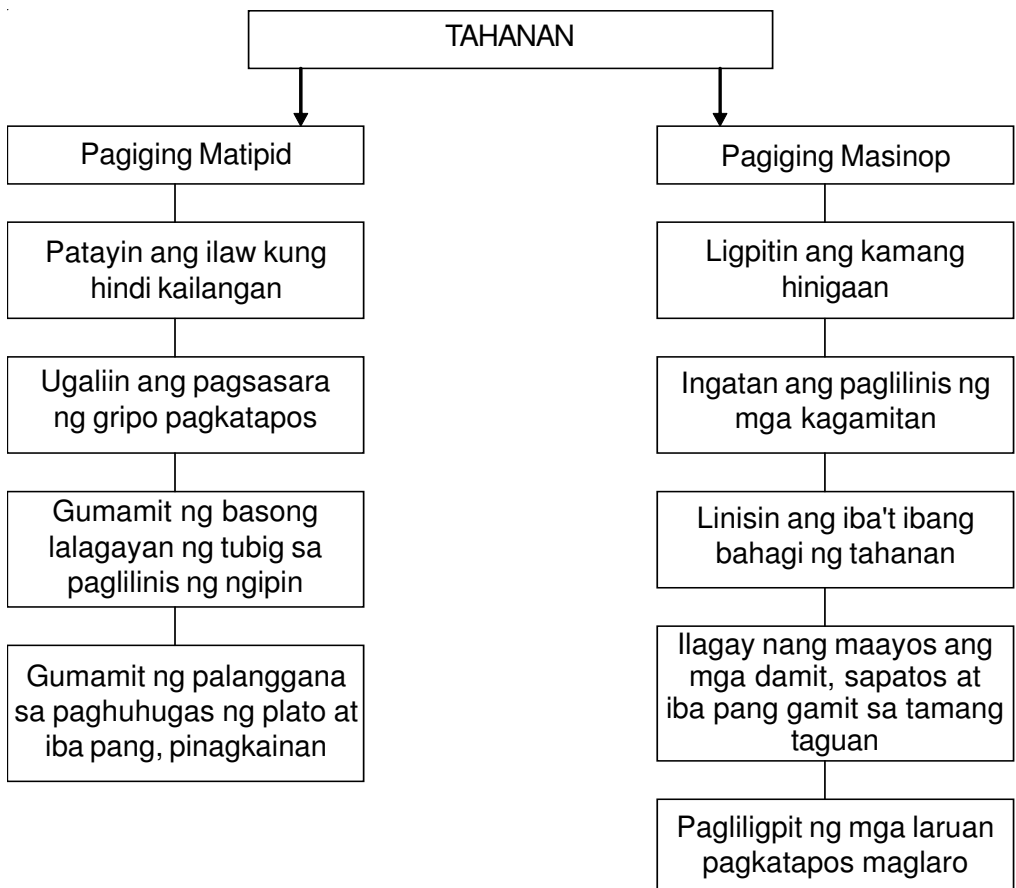 TAHANAN
Pagiging Matipid
Patayin ang ilaw kung
hindi kailangan
Ugaliin ang pagsasara
ng gripo pagkatapos
Gumamit ng basong
lalagayan ng tubig sa
paglilinis ng ngipin
Gumamit ng palanggana
sa paghuhugas ng plato at
iba pang, pinagkainan
Pagiging Masinop
Ligpitin ang kamang
hinigaan
Ingatan ang paglilinis ng
mga kagamitan
Linisin ang iba't ibang
bahagi ng tahanan
Ilagay nang maayos ang
mga damit, sapatos at
iba pang gamit sa tamang
taguan
Pagliligpit ng mga laruan
pagkatapos maglaro